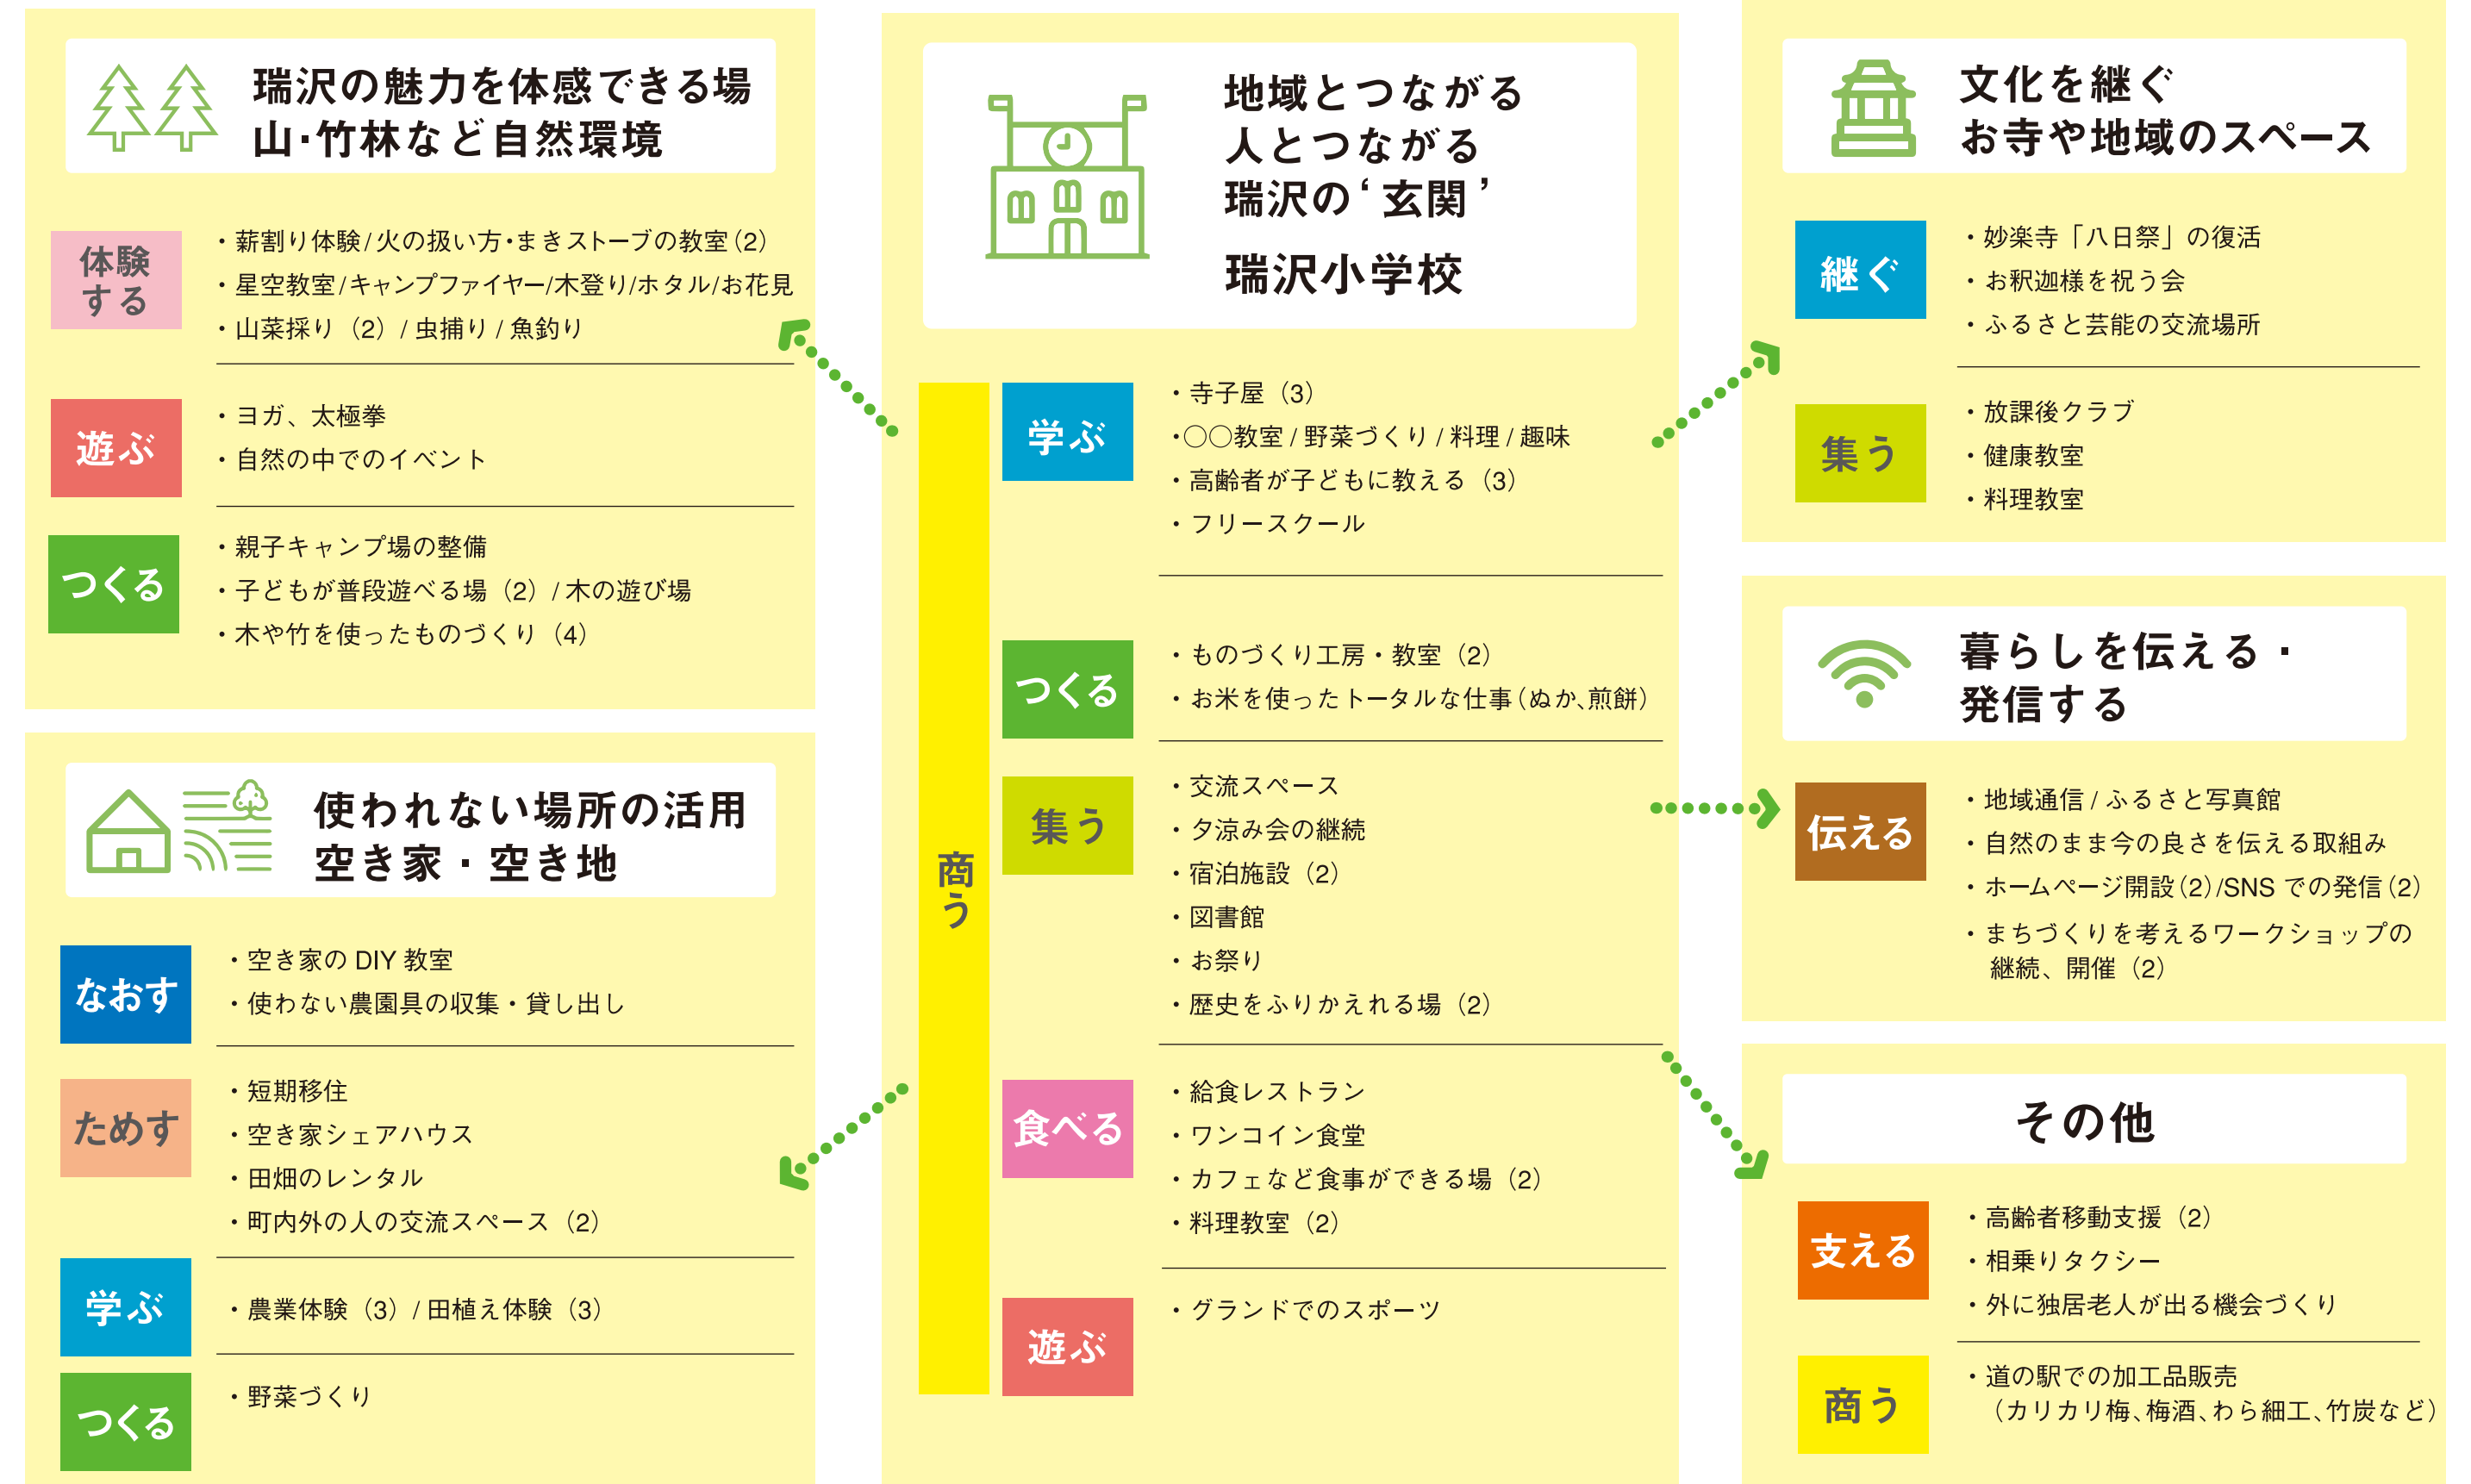 瑞沢の魅力を体感できる場
山・竹林など自然環境
体験
する
・薪割り体験/火の扱い方・まきストーブの教室(2)
・星空教室/キャンプファイヤー/木登り/ホタル/お花見
・山菜採り（2）/ 虫捕り / 魚釣り
遊ぶ
・ヨガ、太極拳
・自然の中でのイベント
つくる
・親子キャンプ場の整備
・子どもが普段遊べる場（2）/ 木の遊び場
・木や竹を使ったものづくり（4）
使われない場所の活用
空き家・空き地
なおす
・空き家の DIY 教室
・使わない農園具の収集・貸し出し
ためす
・短期移住
・空き家シェアハウス
・田畑のレンタル
・町内外の人の交流スペース（2）
学ぶ
・農業体験（3）/ 田植え体験（3）
つくる
・野菜づくり
地域とつながる
人とつながる
瑞沢の‘玄関’
瑞沢小学校
商う
学ぶ
・寺子屋（3）
・〇〇教室 / 野菜づくり / 料理 / 趣味
・高齢者が子どもに教える（3）
・フリースクール
つくる
・ものづくり工房・教室（2）
・お米を使ったトータルな仕事(ぬか、煎餅)
集う
・交流スペース
・夕涼み会の継続
・宿泊施設（2）
・図書館
・お祭り
・歴史をふりかえれる場（2）
食べる
・給食レストラン
・ワンコイン食堂
・カフェなど食事ができる場（2）
・料理教室（2）
遊ぶ
・グランドでのスポーツ
文化を継ぐ
お寺や地域のスペース
継ぐ
・妙楽寺「八日祭」の復活
・お釈迦様を祝う会
・ふるさと芸能の交流場所
集う
・放課後クラブ
・健康教室
・料理教室
暮らしを伝える・
発信する
伝える
・地域通信 / ふるさと写真館
・自然のまま今の良さを伝える取組み
・ホームページ開設(2)/SNS での発信(2)
・まちづくりを考えるワークショップの
継続、開催（2）
その他
支える
・高齢者移動支援（2）
・相乗りタクシー
・外に独居老人が出る機会づくり
商う
・道の駅での加工品販売
（カリカリ梅、梅酒、わら細工、竹炭など）